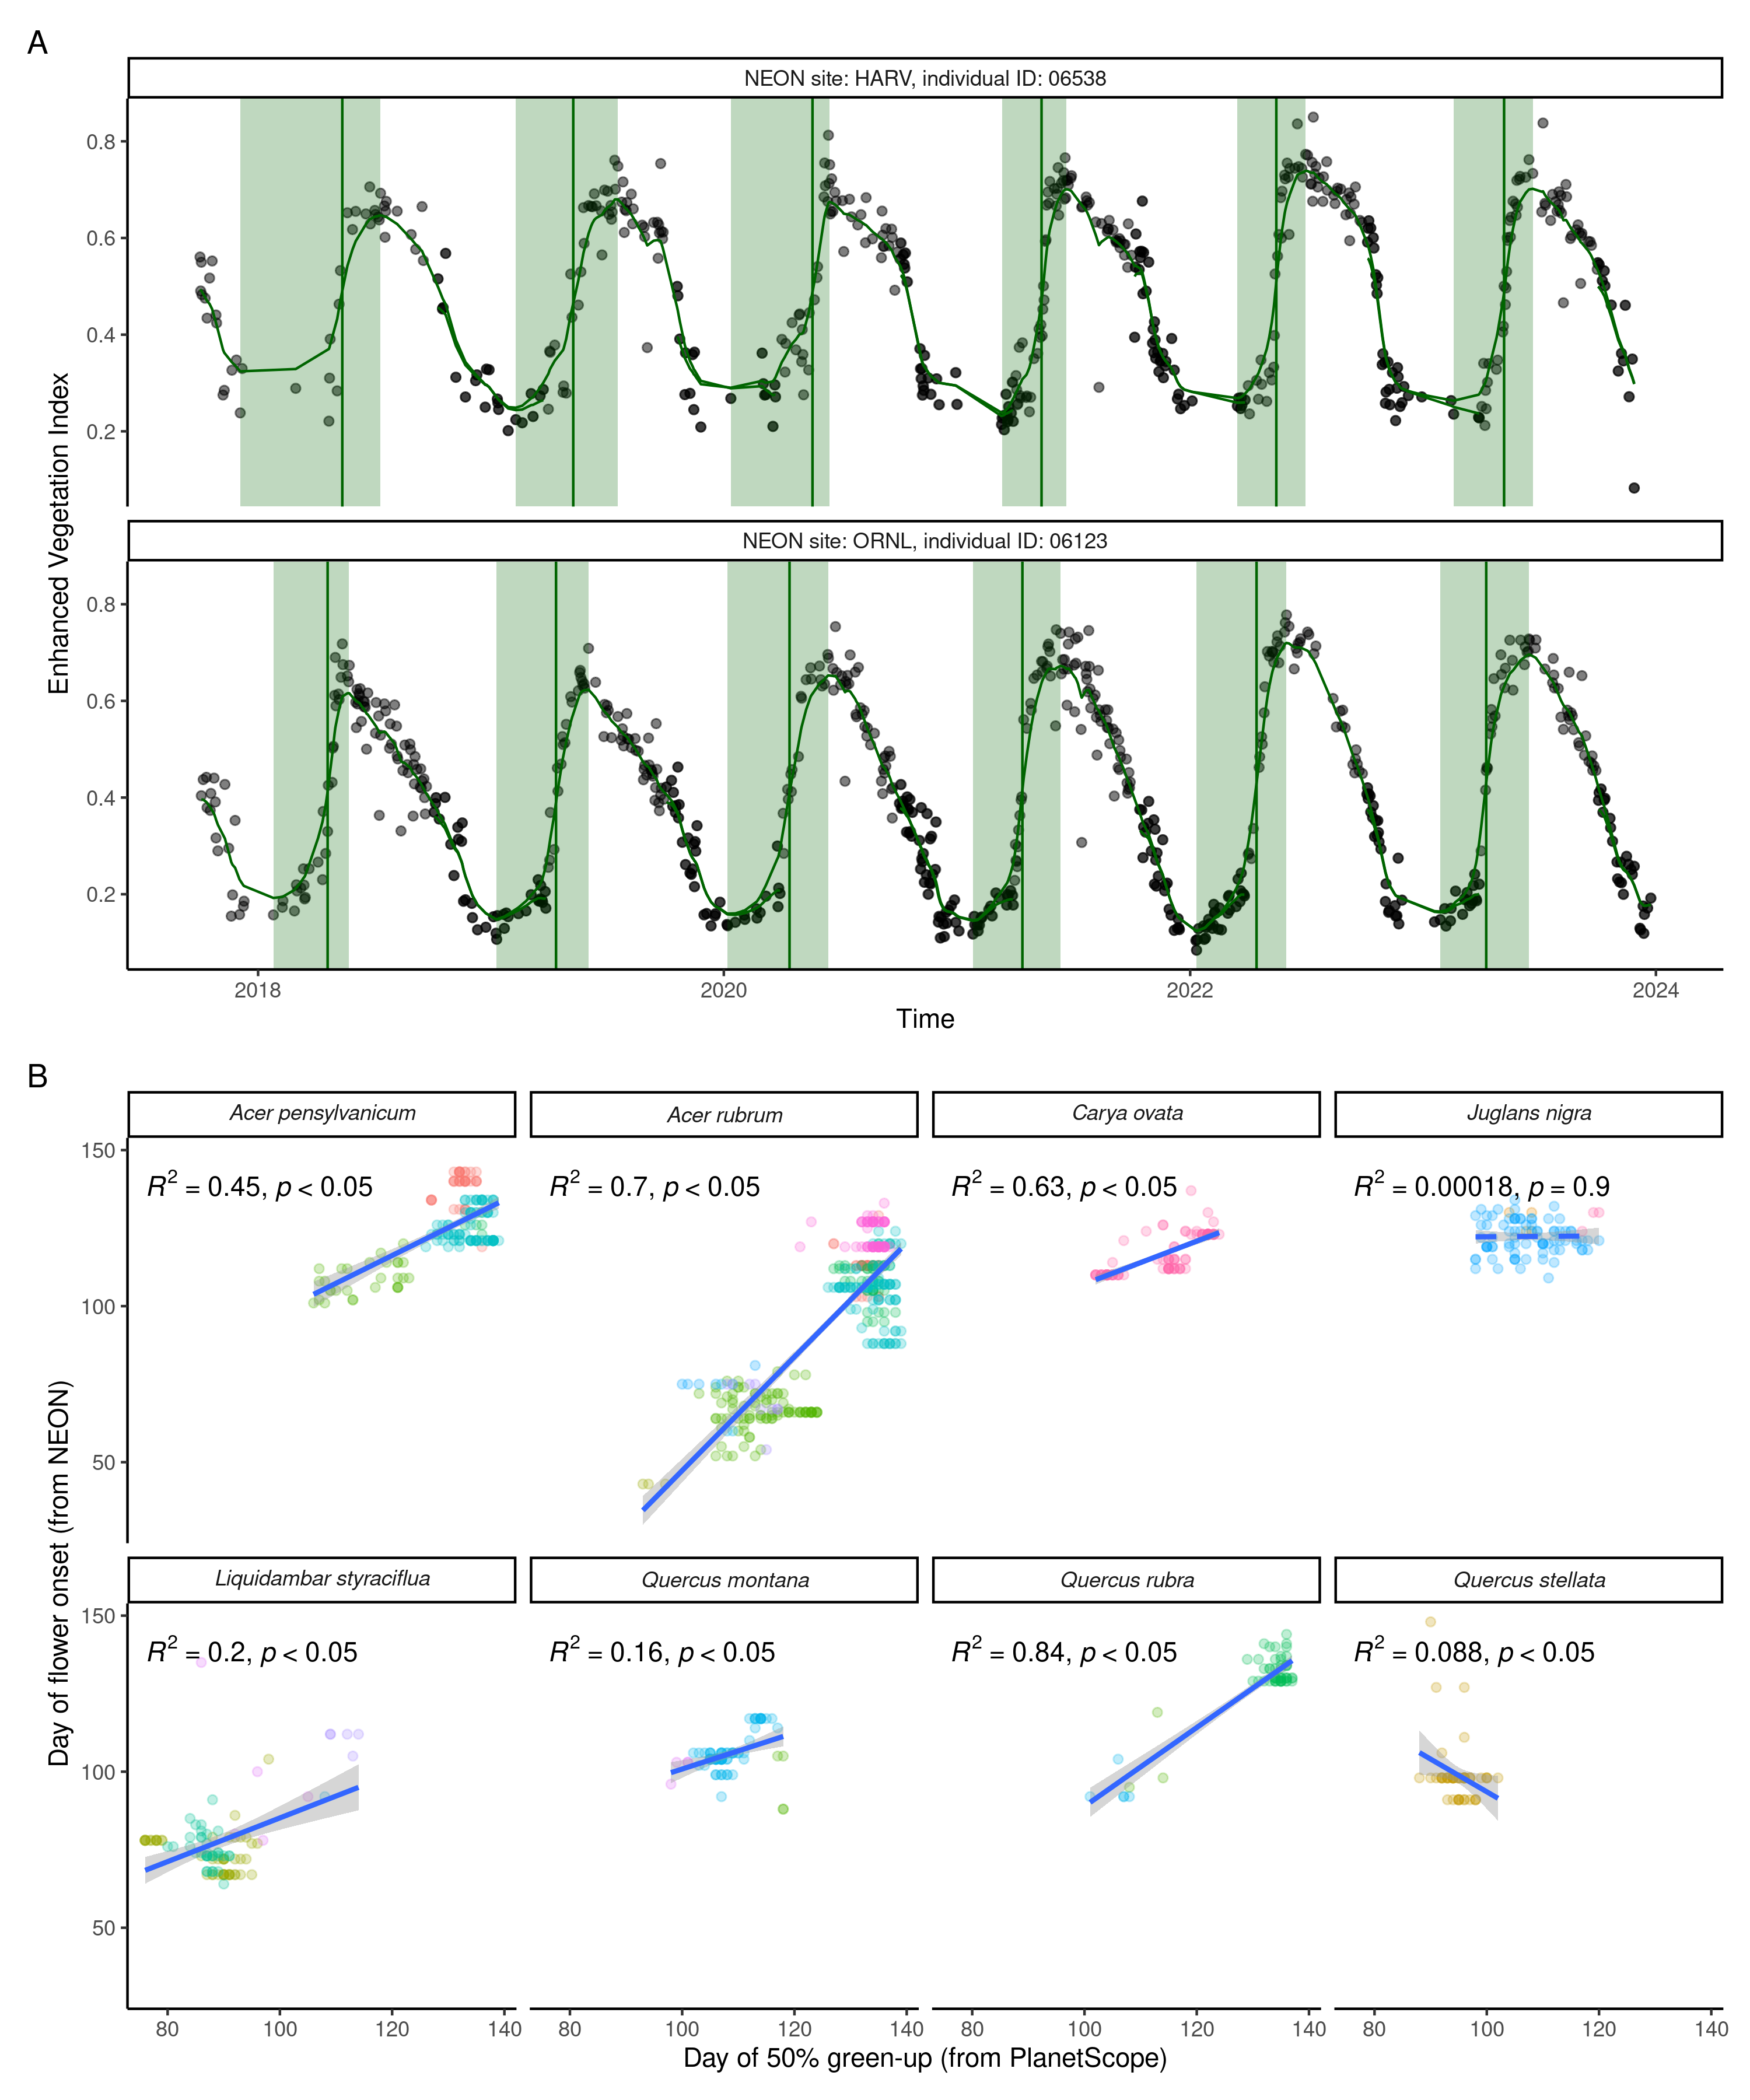 A
NEON site: HARV, individual ID: 06538
0.8
0.6
0.4
0.2
Enhanced Vegetation Index
NEON site: ORNL, individual ID: 06123
0.8
0.6
0.4
0.2
2018 2020 2022 2024
Time
B
Acer pensylvanicum Acer rubrum Carya ovata Juglans nigra
150
100
50
R² = 0.45, p < 0.05 R² = 0.7, p < 0.05 R² = 0.63, p < 0.05 R² = 0.00018, p = 0.9
Day of flower onset (from NEON)
Liquidambar styraciflua Quercus montana Quercus rubra Quercus stellata
150
100
50
R² = 0.2, p < 0.05 R² = 0.16, p < 0.05 R² = 0.84, p < 0.05 R² = 0.088, p < 0.05
80 100 120 140 80 100 120 140 80 100 120 140 80 100 120 140
Day of 50% green-up (from PlanetScope)